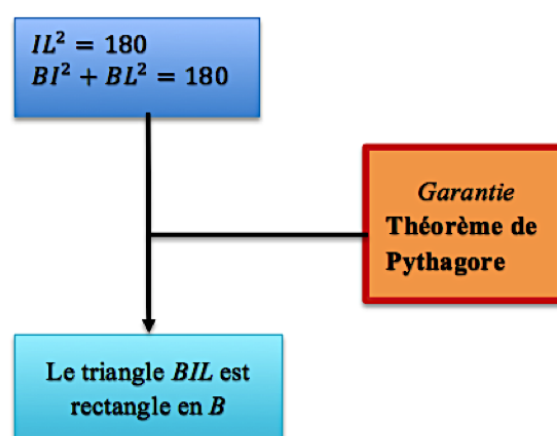 IL² = 180
BI² + BL² = 180
Garantie
Théorème de
Pythagore
Le triangle BIL est
rectangle en B